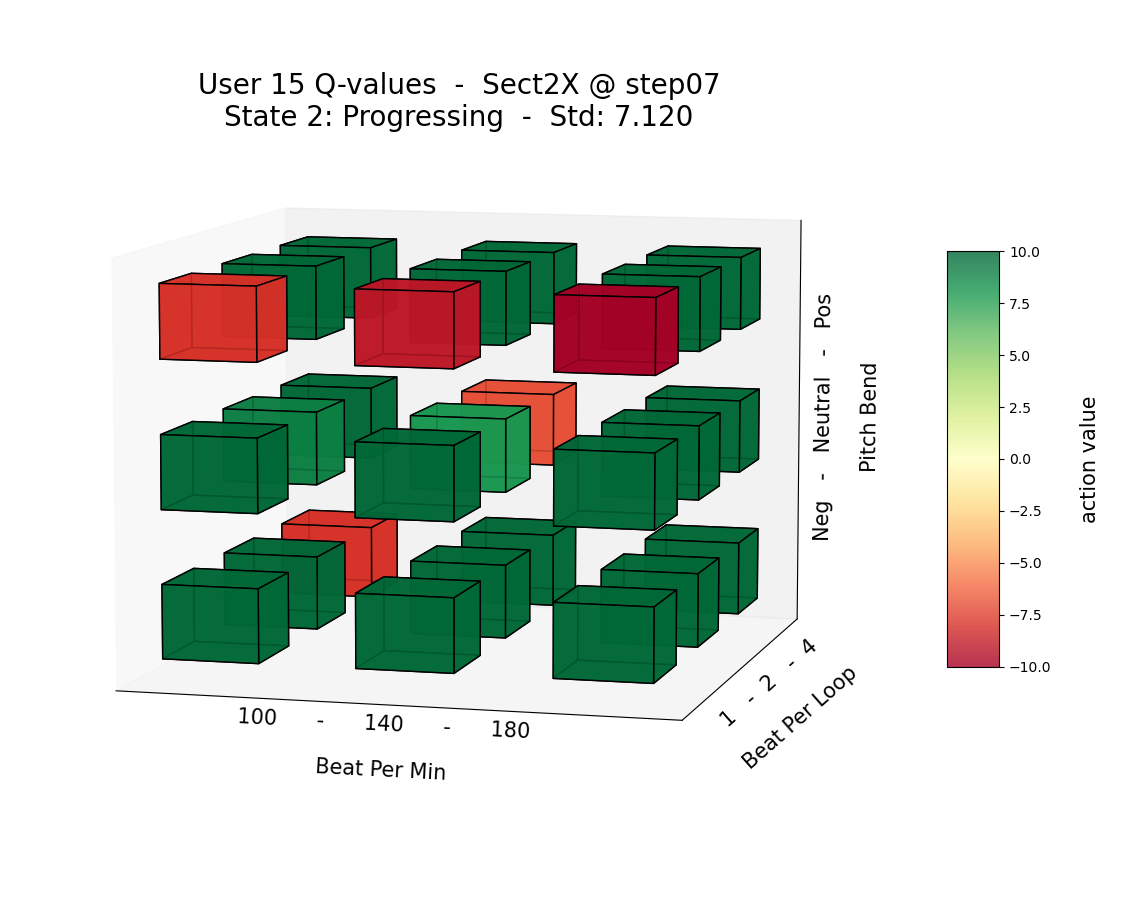 User 15 Q-values  -  Sect2X @ step07
State 2: Progressing  -  Std: 7.120
Neg   -   Neutral   -   Pos
Pitch Bend
1  -  2  -  4
Beat Per Loop
100      -      140      -      180
Beat Per Min
10.0
7.5
5.0
2.5
0.0
−2.5
−5.0
−7.5
−10.0
action value